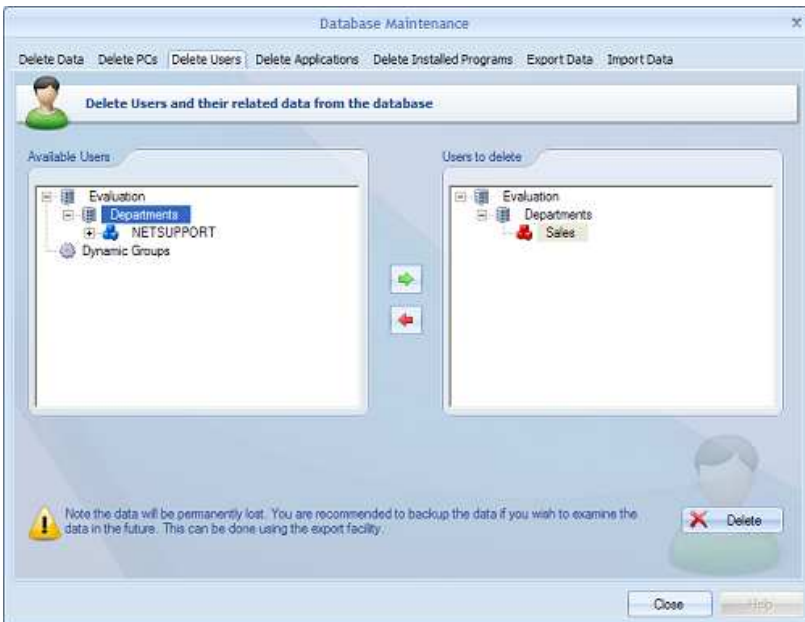 Database Maintenance
Delete Data Delete PCs Delete Users Delete Applications Delete Installed Programs Export Data Import Data
Delete Users and their related data from the database
Available Users
Users to delete
Evaluation
Departments
NETSUPPORT
Dynamic Groups
Evaluation
Departments
Sales
Note the data will be permanently lost. You are recommended to backup the data if you wish to examine the
data in the future. This can be done using the export facility.
Delete
Close Help